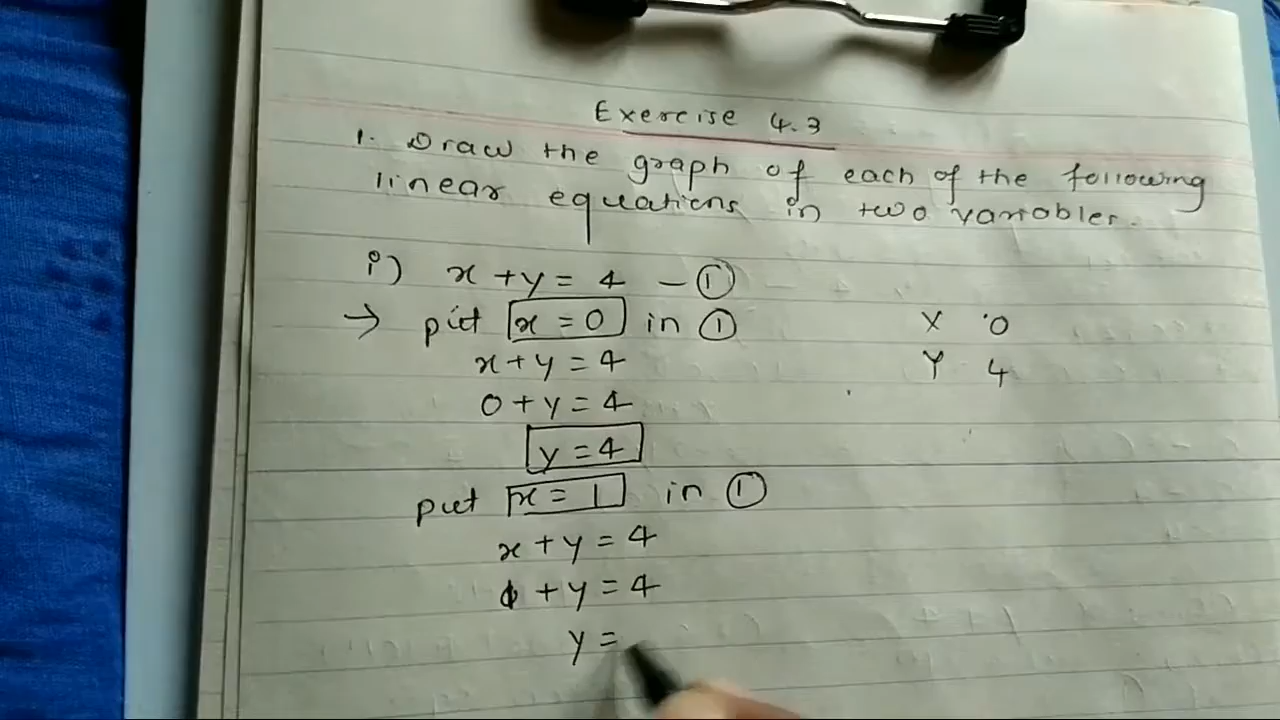 Exercise 4.3
1. Draw the graph of each of the following
linear equations in two variables.
i) x + y = 4 - ①
→ put x = 0 in ① X 0
x + y = 4 Y 4
0 + y = 4
y = 4
put x = 1 in ①
x + y = 4
1 + y = 4
y =